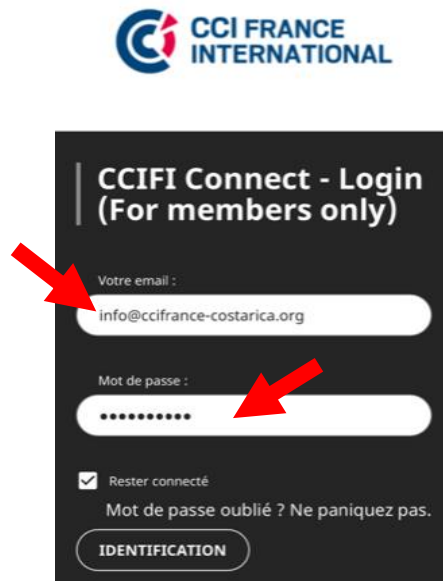 CCI FRANCE
INTERNATIONAL
CCIFI Connect - Login
(For members only)
Votre email :
info@ccifrance-costarica.org
Mot de passe :
••••••••••
Rester connecté
Mot de passe oublié ? Ne paniquez pas.
IDENTIFICATION